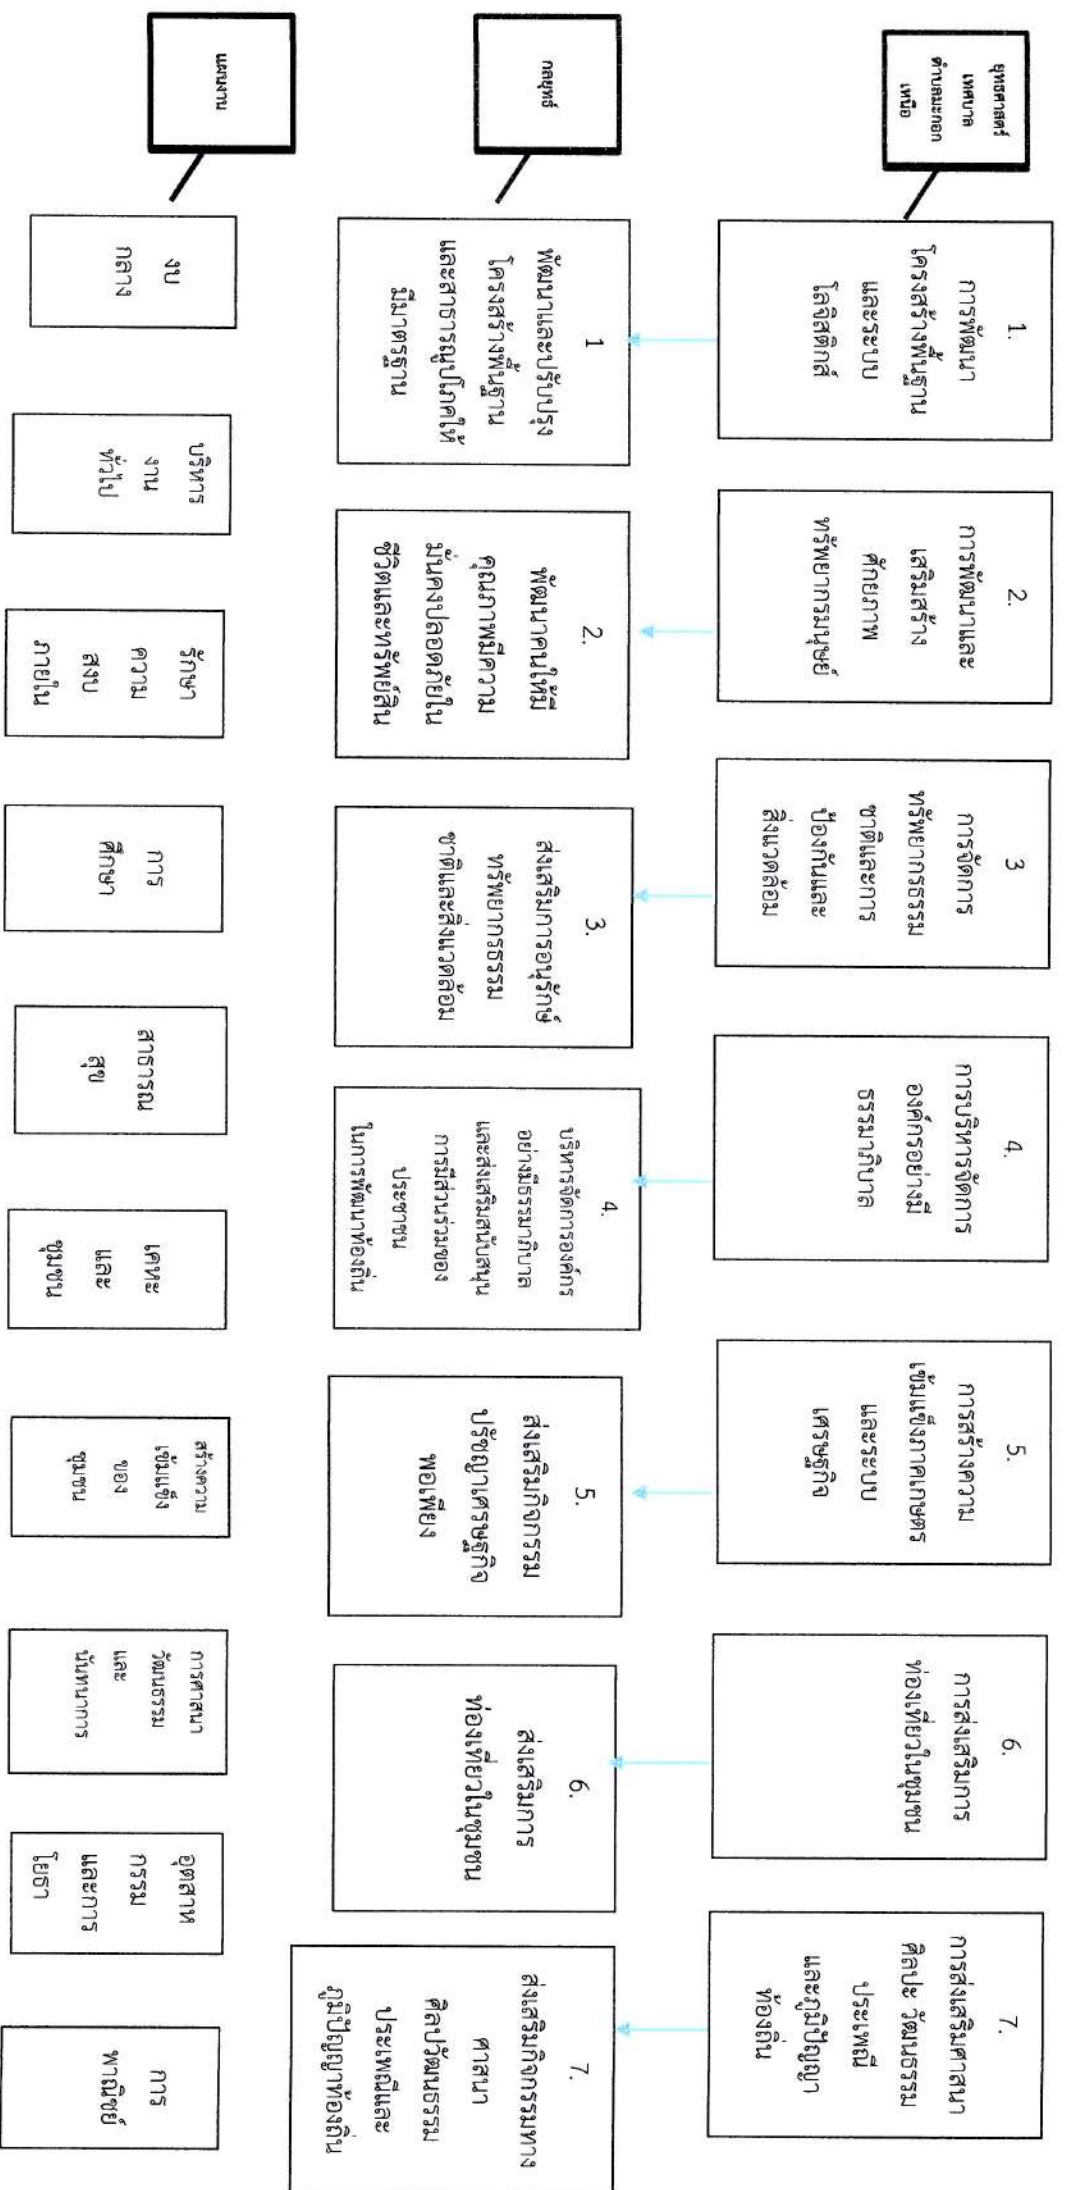 ยุทธศาสตร์
เทศบาล
ตำบลมะกอก
เหนือ
1.
การพัฒนา
โครงสร้างพื้นฐาน
และระบบ
โลจิสติกส์
2.
การพัฒนาและ
เสริมสร้าง
ศักยภาพ
ทรัพยากรมนุษย์
3
การจัดการ
ทรัพยากรธรรม
ชาติและการ
ป้องกันและ
สิ่งแวดล้อม
4.
การบริหารจัดการ
องค์กรอย่างมี
ธรรมาภิบาล
5.
การสร้างความ
เข้มแข็งภาคเกษตร
และระบบ
เศรษฐกิจ
6.
การส่งเสริมการ
ท่องเที่ยวในชุมชน
7.
การส่งเสริมศาสนา
ศิลปะ วัฒนธรรม
ประเพณี
และภูมิปัญญา
ท้องถิ่น
กลยุทธ์
1
พัฒนาและปรับปรุง
โครงสร้างพื้นฐาน
และสาธารณูปโภคให้
มีมาตรฐาน
2.
พัฒนาคนให้มี
คุณภาพมีความ
มั่นคงปลอดภัยใน
ชีวิตและทรัพย์สิน
3.
ส่งเสริมการอนุรักษ์
ทรัพยากรธรรม
ชาติและสิ่งแวดล้อม
4.
บริหารจัดการองค์กร
อย่างมีธรรมาภิบาล
และส่งเสริมสนับสนุน
การมีส่วนร่วมของ
ประชาชน
ในการพัฒนาท้องถิ่น
5.
ส่งเสริมกิจกรรม
ปรัชญาเศรษฐกิจ
พอเพียง
6.
ส่งเสริมการ
ท่องเที่ยวในชุมชน
7.
ส่งเสริมกิจกรรมทาง
ศาสนา
ศิลปวัฒนธรรม
ประเพณีและ
ภูมิปัญญาท้องถิ่น
แผนงาน
งบ
กลาง
บริหาร
งาน
ทั่วไป
รักษา
ความ
สงบ
ภายใน
การ
ศึกษา
สาธารณ
สุข
เคหะ
และ
ชุมชน
สร้างความ
เข้มแข็ง
ของ
ชุมชน
การศาสนา
วัฒนธรรม
และ
นันทนาการ
อุตสาห
กรรม
และการ
โยธา
การ
พาณิชย์